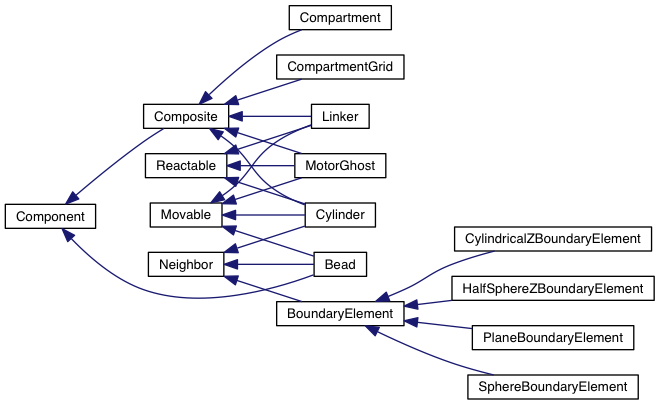 Compartment
CompartmentGrid
Composite
Linker
Reactable
MotorGhost
Component
Movable
Cylinder
CylindricalZBoundaryElement
Neighbor
Bead
HalfSphereZBoundaryElement
BoundaryElement
PlaneBoundaryElement
SphereBoundaryElement